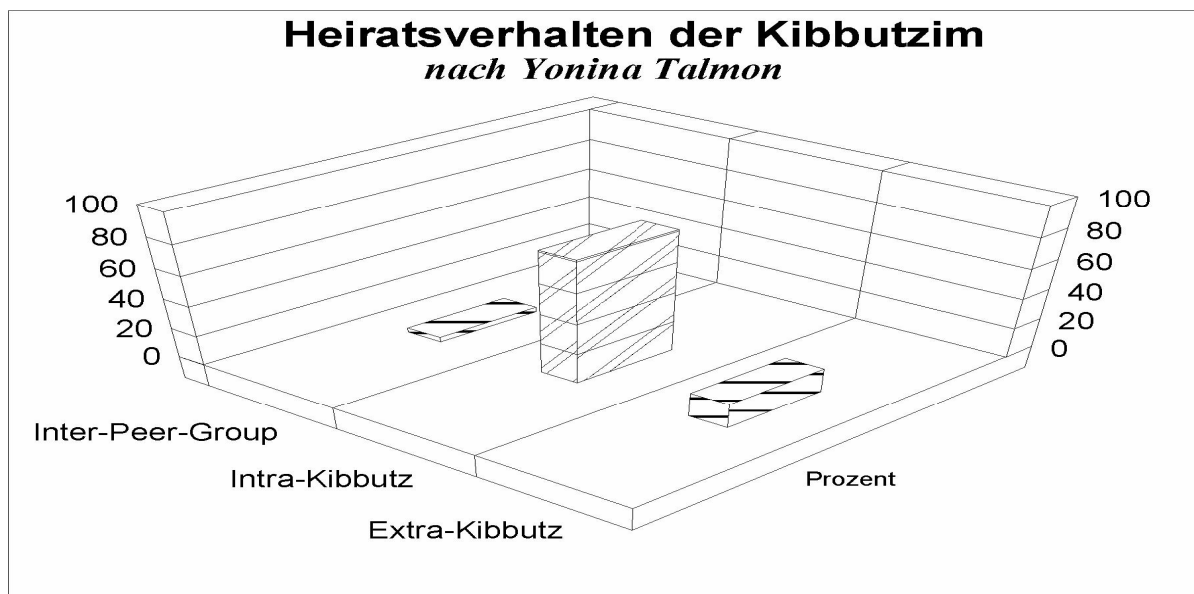 Heiratsverhalten der Kibbutzim
nach Yonina Talmon
100
80
60
40
20
0
100
80
60
40
20
0
Inter-Peer-Group
Intra-Kibbutz
Extra-Kibbutz
Prozent